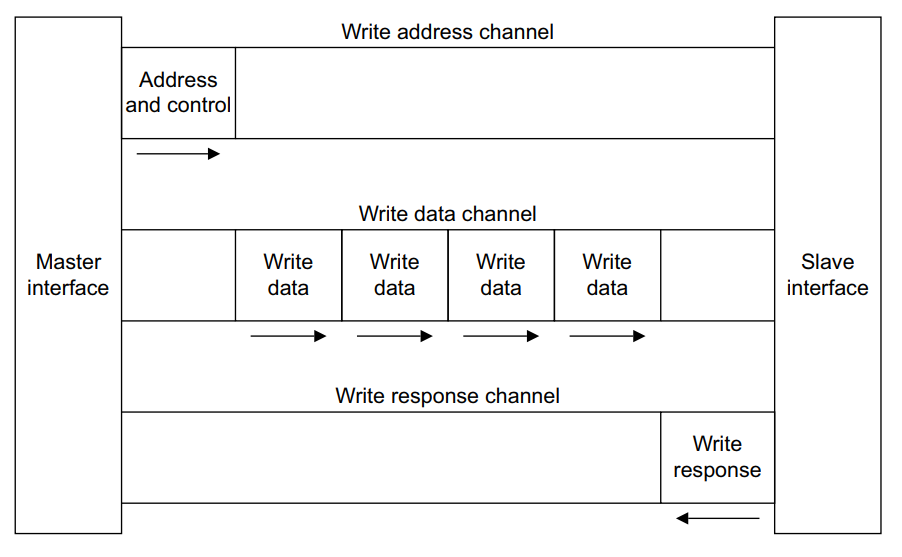 Write address channel
Address
and control
Write data channel
Master
interface
Write
data
Write
data
Write
data
Write
data
Slave
interface
Write response channel
Write
response